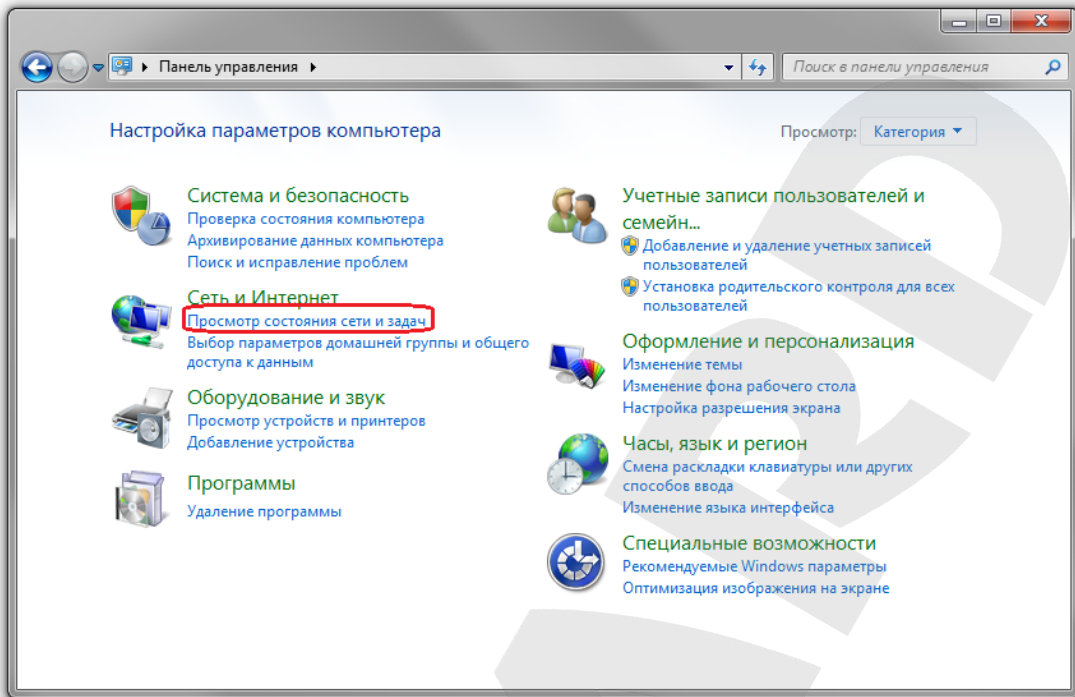 Панель управления
Поиск в панели управления
Настройка параметров компьютера
Просмотр: Категория
Система и безопасность
Проверка состояния компьютера
Архивирование данных компьютера
Поиск и исправление проблем
Сеть и Интернет
Просмотр состояния сети и задач
Выбор параметров домашней группы и общего
доступа к данным
Оборудование и звук
Просмотр устройств и принтеров
Добавление устройства
Программы
Удаление программы
Учетные записи пользователей и
семейн...
Добавление и удаление учетных записей
пользователей
Установка родительского контроля для всех
пользователей
Оформление и персонализация
Изменение темы
Изменение фона рабочего стола
Настройка разрешения экрана
Часы, язык и регион
Смена раскладки клавиатуры или других
способов ввода
Изменение языка интерфейса
Специальные возможности
Рекомендуемые Windows параметры
Оптимизация изображения на экране